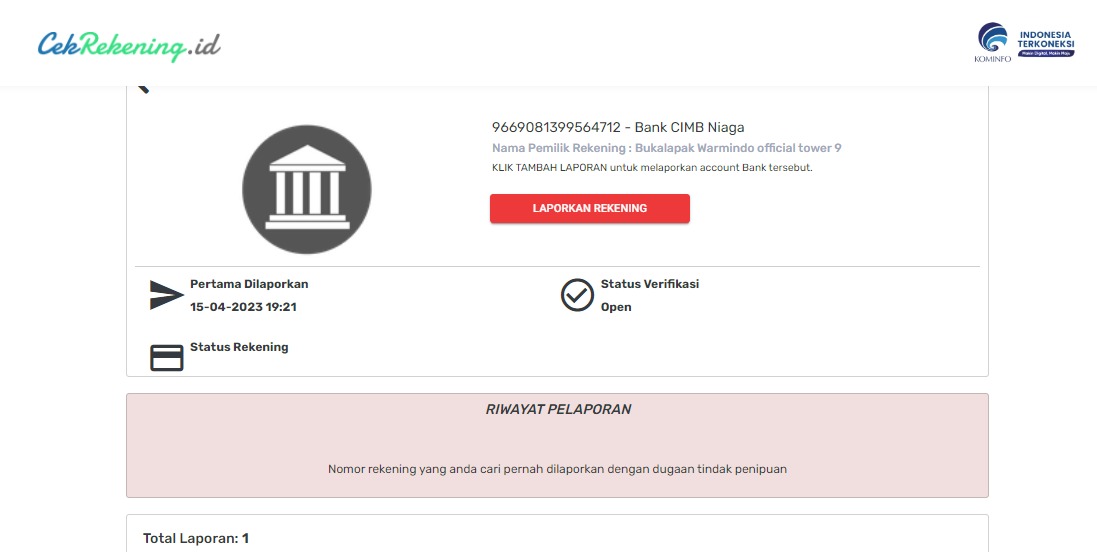 CekRekening.id
KOMINFO
INDONESIA
TERKONEKSI
Makin Digital, Makin Maju
9669081399564712 - Bank CIMB Niaga
Nama Pemilik Rekening : Bukalapak Warmindo official tower 9
KLIK TAMBAH LAPORAN untuk melaporkan account Bank tersebut.
LAPORKAN REKENING
Pertama Dilaporkan
15-04-2023 19:21
Status Verifikasi
Open
Status Rekening
RIWAYAT PELAPORAN
Nomor rekening yang anda cari pernah dilaporkan dengan dugaan tindak penipuan
Total Laporan: 1